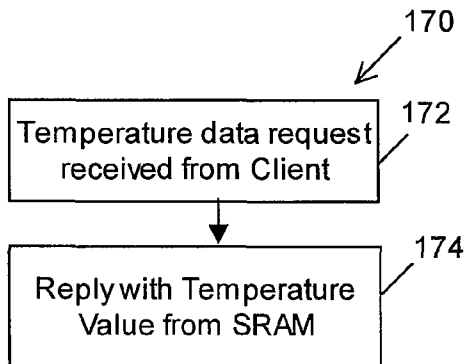 170
Temperature data request
received from Client
172
Reply with Temperature
Value from SRAM
174